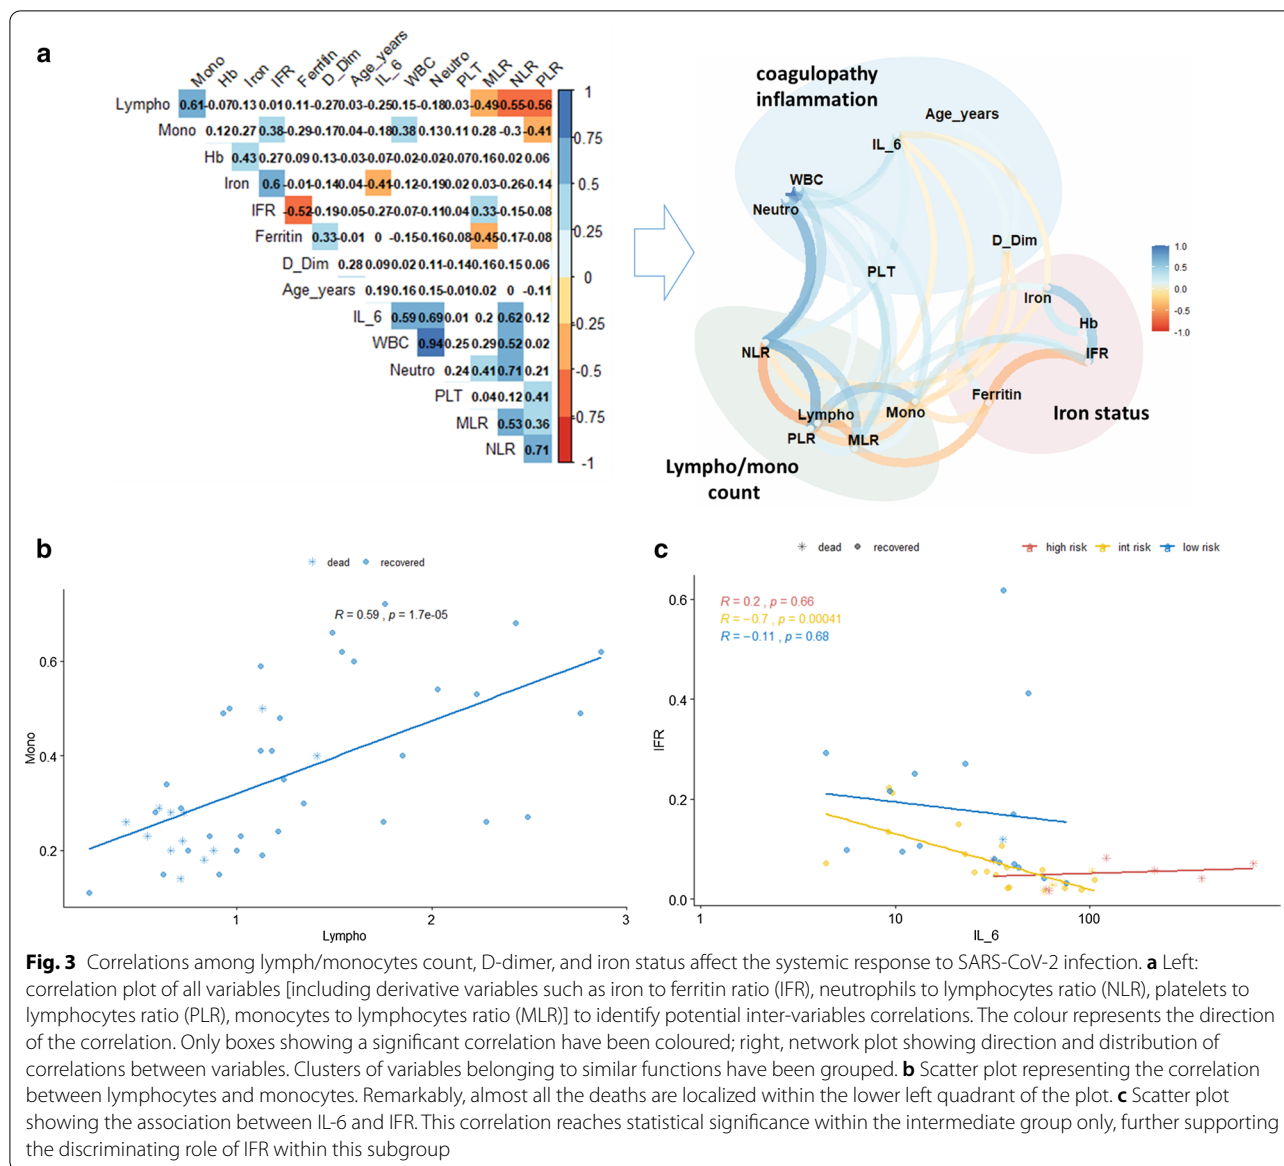 a
Mono Hb Iron IFR Ferritin D_Dim Age_years IL_6 WBC Neutro PLT MLR NLR PLR
Lympho 0.61 -0.07 0.13 0.01 0.11 -0.27 0.03 -0.25 0.15 -0.18 0.03 -0.49 0.55 -0.56
Mono 0.12 0.27 0.38 -0.29 -0.17 0.04 -0.18 0.38 0.13 0.11 0.28 -0.3 -0.41
Hb 0.43 0.27 0.09 0.13 -0.03 -0.07 -0.02 -0.02 -0.07 0.16 0.02 0.06
Iron 0.6 -0.01 -0.14 0.04 -0.41 -0.12 -0.19 0.02 0.03 -0.26 -0.14
IFR -0.52 -0.19 0.05 -0.27 -0.07 -0.11 0.04 0.33 -0.15 -0.08
Ferritin 0.33 -0.01 0 -0.15 -0.16 -0.08 -0.45 -0.17 -0.08
D_Dim 0.28 0.09 0.02 0.11 -0.14 0.16 0.15 0.06
Age_years 0.19 0.16 0.15 -0.01 0.02 0 -0.11
IL_6 0.59 0.69 0.01 0.2 0.62 0.12
WBC 0.94 0.25 0.29 0.52 0.02
Neutro 0.24 0.41 0.71 0.21
PLT 0.04 0.12 0.41
MLR 0.53 0.36
NLR 0.71
1
0.75
0.5
0.25
0
-0.25
-0.5
-0.75
-1
coagulopathy
inflammation
Age_years
IL_6
WBC
Neutro
D_Dim
PLT
Iron
Hb
NLR
IFR
Ferritin
Lympho
Mono
PLR
MLR
Iron status
Lympho/mono
count
1.0
0.5
0.0
-0.5
-1.0
b
dead recovered
R = 0.59 , p = 1.7e-05
0.6
0.4
0.2
Mono
1 2 3
Lympho
c
dead recovered high risk int risk low risk
R = 0.2 , p = 0.66
R = −0.7 , p = 0.00041
R = −0.11 , p = 0.68
0.6
0.4
0.2
0.0
IFR
1 10 100
IL_6
Fig. 3 Correlations among lymph/monocytes count, D-dimer, and iron status affect the systemic response to SARS-CoV-2 infection. a Left:
correlation plot of all variables [including derivative variables such as iron to ferritin ratio (IFR), neutrophils to lymphocytes ratio (NLR), platelets to
lymphocytes ratio (PLR), monocytes to lymphocytes ratio (MLR)] to identify potential inter-variables correlations. The colour represents the direction
of the correlation. Only boxes showing a significant correlation have been coloured; right, network plot showing direction and distribution of
correlations between variables. Clusters of variables belonging to similar functions have been grouped. b Scatter plot representing the correlation
between lymphocytes and monocytes. Remarkably, almost all the deaths are localized within the lower left quadrant of the plot. c Scatter plot
showing the association between IL-6 and IFR. This correlation reaches statistical significance within the intermediate group only, further supporting
the discriminating role of IFR within this subgroup